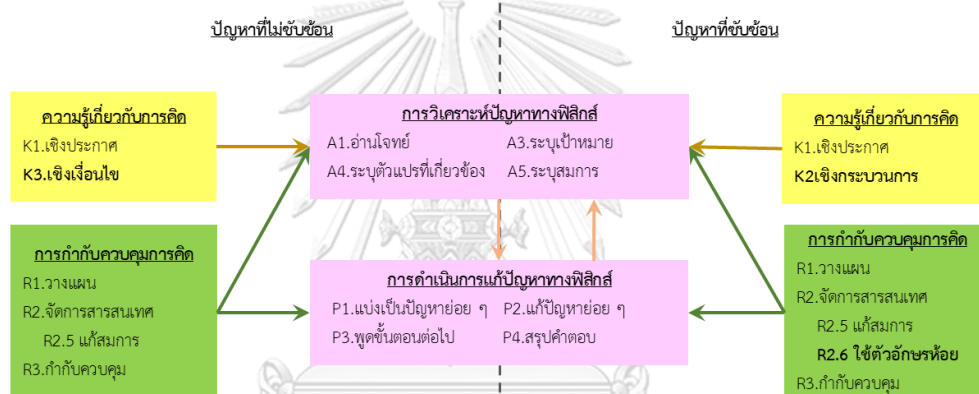 ปัญหาที่ไม่ซับซ้อน
ปัญหาที่ซับซ้อน
ความรู้เกี่ยวกับการคิด
K1.เชิงประกาศ
K3.เชิงเงื่อนไข
การกำกับควบคุมการคิด
R1.วางแผน
R2.จัดการสารสนเทศ
R2.5 แก้สมการ
R3.กำกับควบคุม
การวิเคราะห์ปัญหาทางฟิสิกส์
A1.อ่านโจทย์ A3.ระบุเป้าหมาย
A4.ระบุตัวแปรที่เกี่ยวข้อง A5.ระบุสมการ
การดำเนินการแก้ปัญหาทางฟิสิกส์
P1.แบ่งเป็นปัญหาย่อย ๆ P2.แก้ปัญหาย่อย ๆ
P3.พูดขั้นตอนต่อไป P4.สรุปคำตอบ
ความรู้เกี่ยวกับการคิด
K1.เชิงประกาศ
K2เชิงกระบวนการ
การกำกับควบคุมการคิด
R1.วางแผน
R2.จัดการสารสนเทศ
R2.5 แก้สมการ
R2.6 ใช้ตัวอักษรห้อย
R3.กำกับควบคุม